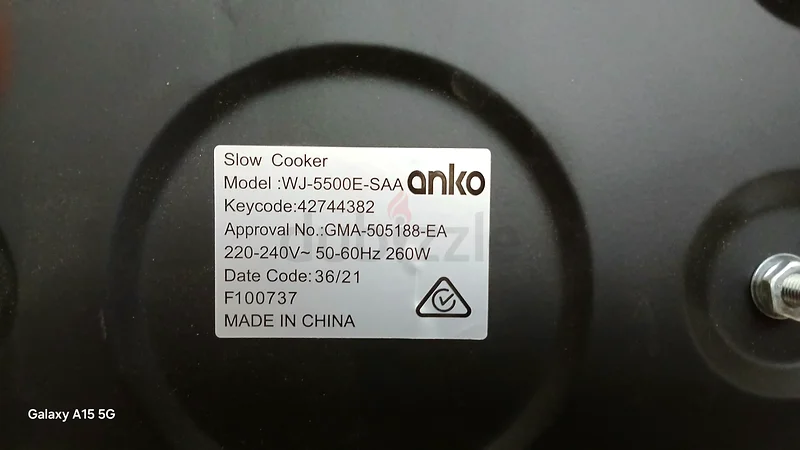 Slow Cooker
Model :WJ-5500E-SAA anko
Keycode:42744382
Approval No.:GMA-505188-EA
dubizzle
220-240V~ 50-60Hz 260W
Date Code:36/21
F100737
MADE IN CHINA
Galaxy A15 5G